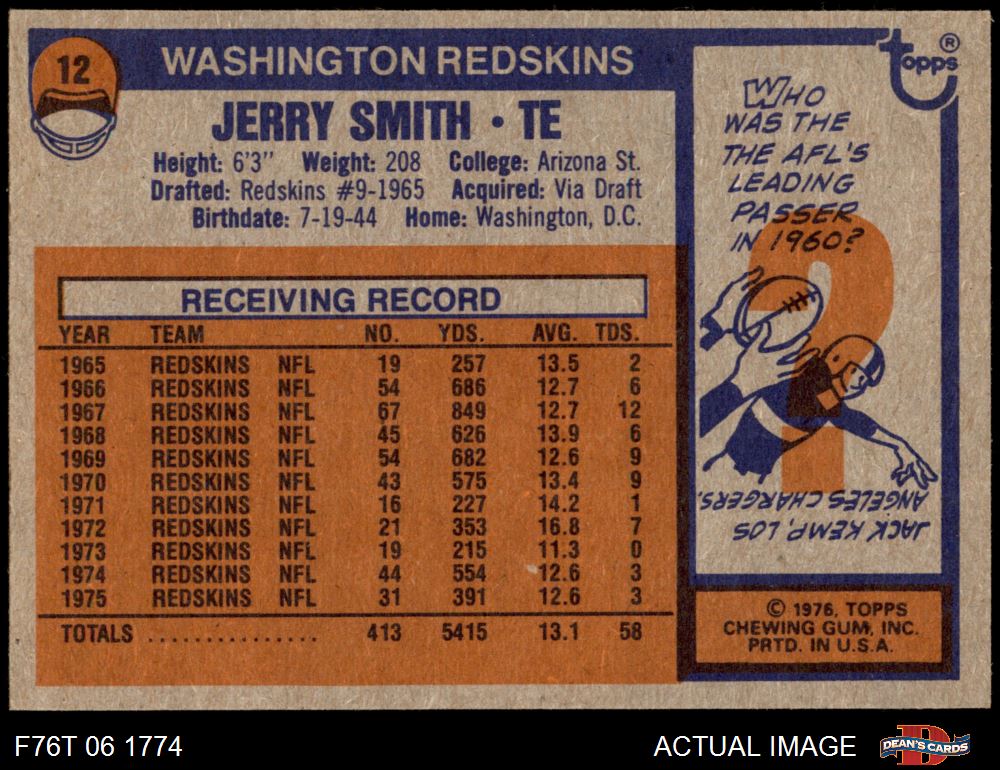 12
WASHINGTON REDSKINS
JERRY SMITH • TE
Height: 6'3" Weight: 208 College: Arizona St.
Drafted: Redskins #9-1965 Acquired: Via Draft
Birthdate: 7-19-44 Home: Washington, D.C.
RECEIVING RECORD
YEAR TEAM NO. YDS. AVG. TDS.
1965 REDSKINS NFL 19 257 13.5 2
1966 REDSKINS NFL 54 686 12.7 6
1967 REDSKINS NFL 67 849 12.7 12
1968 REDSKINS NFL 45 626 13.9 6
1969 REDSKINS NFL 54 682 12.6 9
1970 REDSKINS NFL 43 575 13.4 9
1971 REDSKINS NFL 16 227 14.2 1
1972 REDSKINS NFL 21 353 16.8 7
1973 REDSKINS NFL 19 215 11.3 0
1974 REDSKINS NFL 44 554 12.6 3
1975 REDSKINS NFL 31 391 12.6 3
TOTALS ................ 413 5415 13.1 58
topps ®
WHO
WAS THE
THE AFL'S
LEADING
PASSER
IN 1960?
JACK KEMP, LOS
ANGELES CHARGERS.
© 1976, TOPPS
CHEWING GUM, INC.
PRTD. IN U.S.A.
F76T 06 1774
ACTUAL IMAGE
D
DEAN'S CARDS